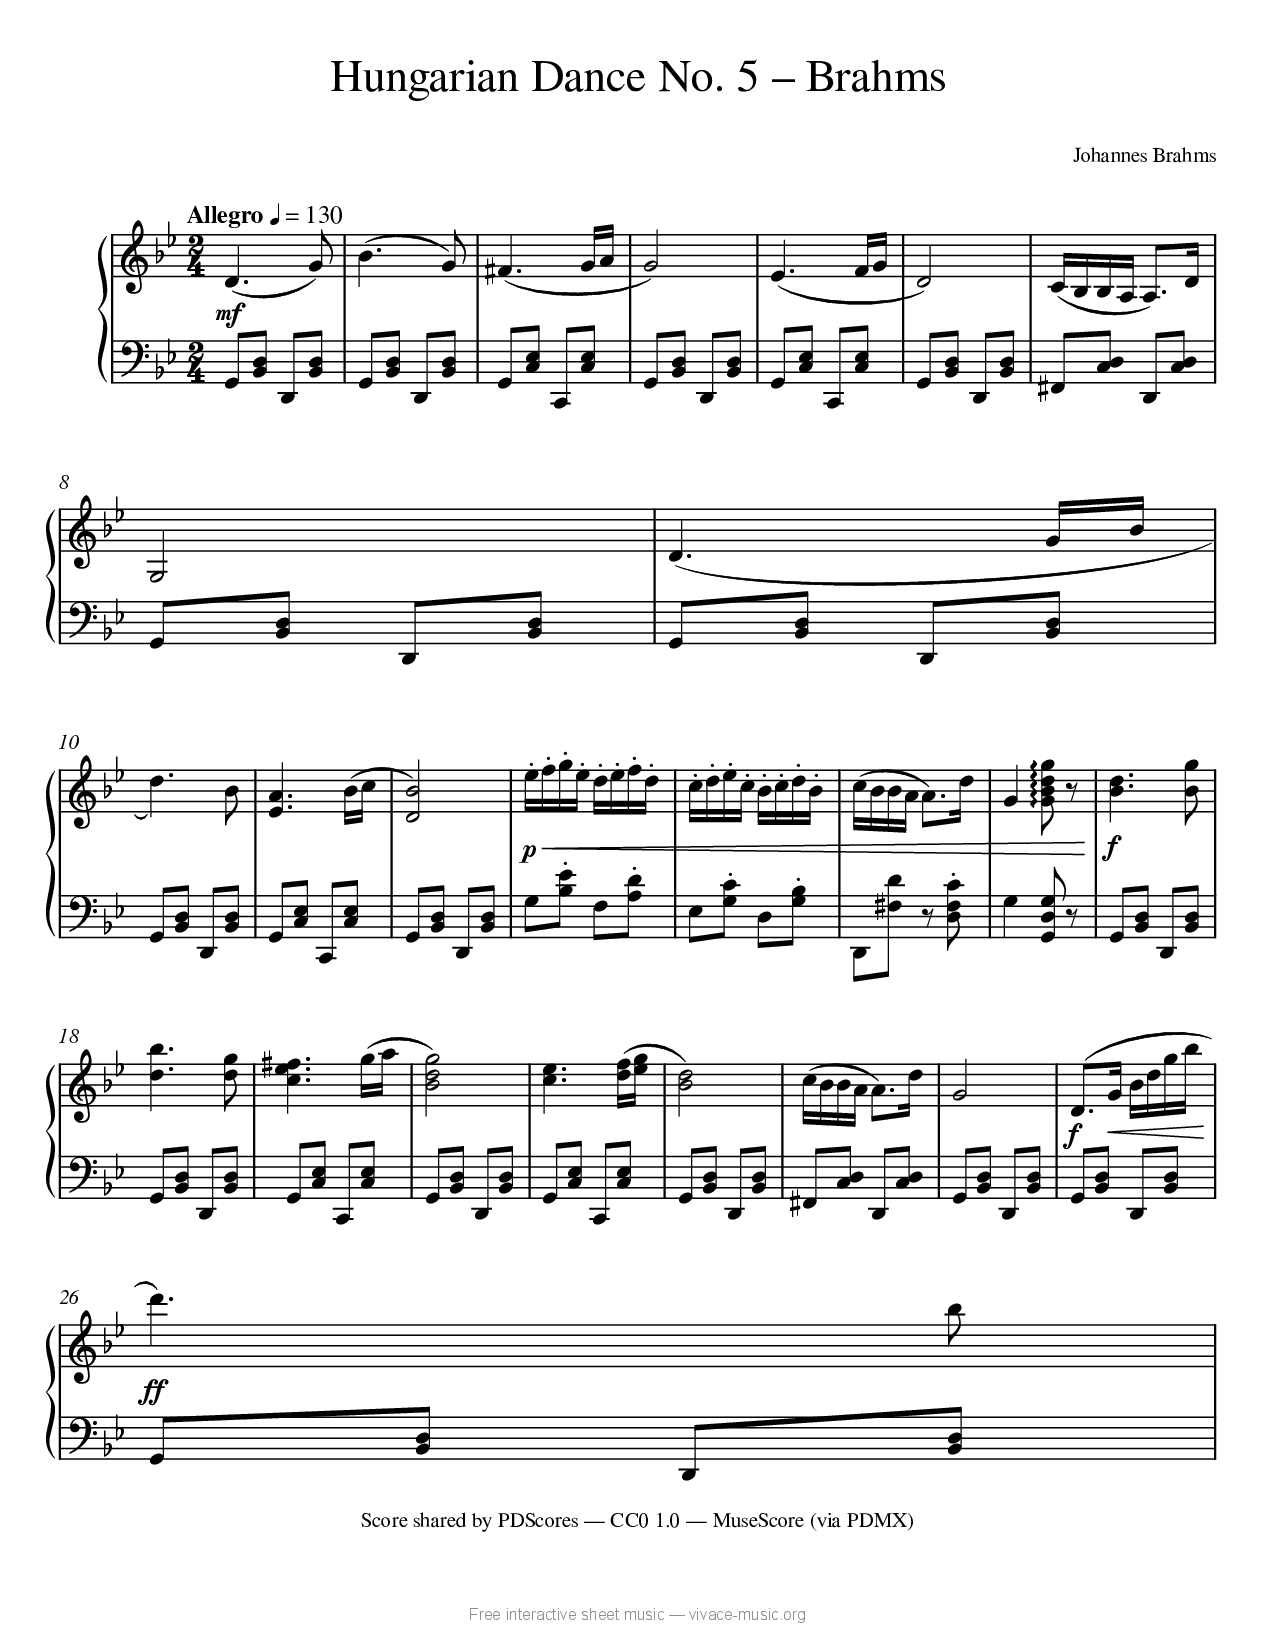 Hungarian Dance No. 5 – Brahms
Johannes Brahms
Allegro ♩ = 130
2
4
mf
2
4
8
10
p
f
18
f
26
ff
Score shared by PDScores — CC0 1.0 — MuseScore (via PDMX)
Free interactive sheet music — vivace-music.org